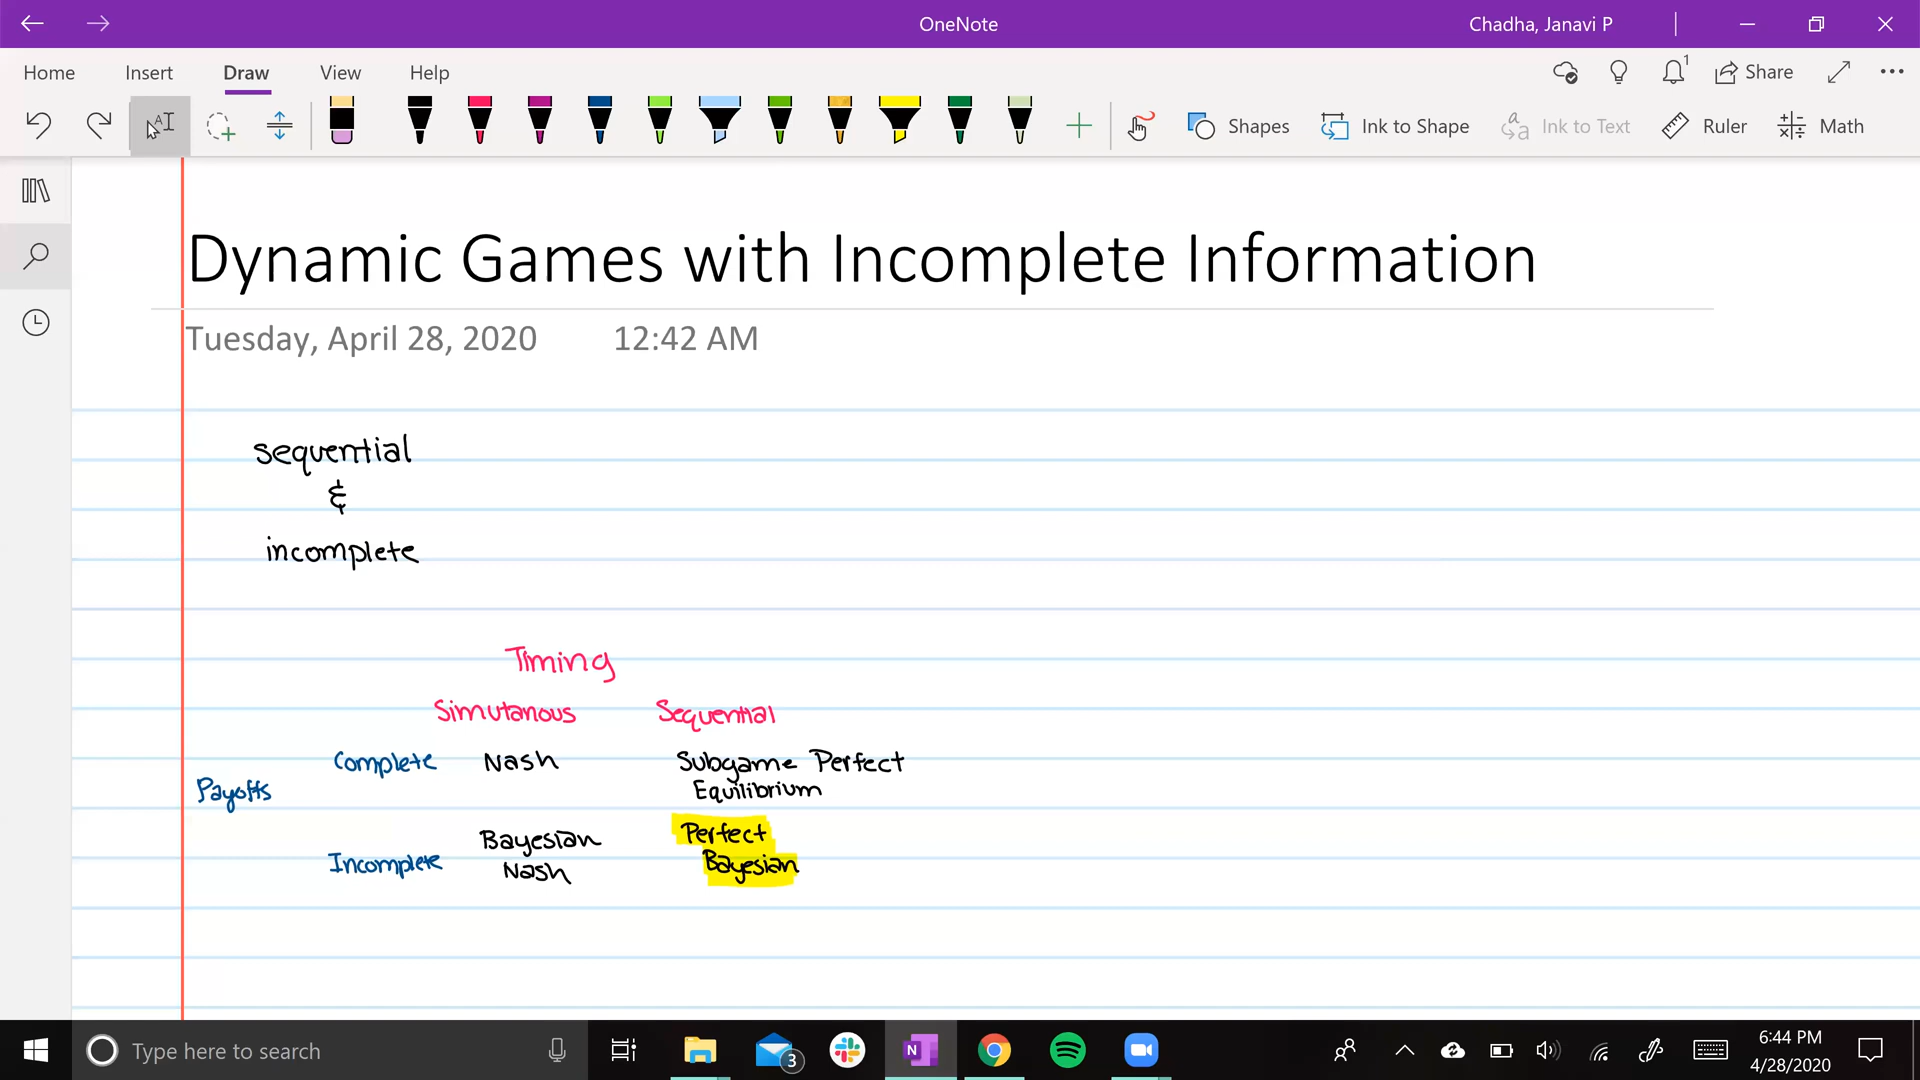 OneNote
Chadha, Janavi P
Home Insert Draw View Help
1
Share
Shapes Ink to Shape Ink to Text Ruler Math
Dynamic Games with Incomplete Information
Tuesday, April 28, 2020 12:42 AM
sequential
&
incomplete
Timing
Simutanous Sequential
Complete Nash Subgame Perfect
Payoffs Equilibrium
Bayesian Perfect
Incomplete Nash Bayesian
Type here to search
3
N
6:44 PM
4/28/2020